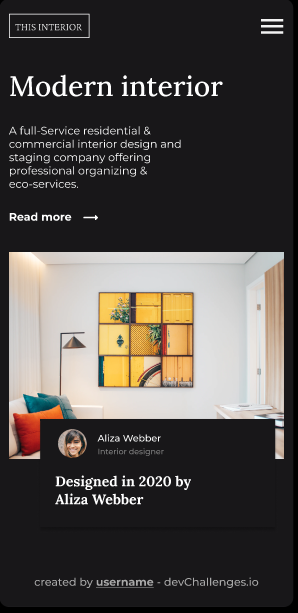 THIS INTERIOR
Modern interior
A full-Service residential &
commercial interior design and
staging company offering
professional organizing &
eco-services.
Read more
Aliza Webber
Interior designer
Designed in 2020 by
Aliza Webber
created by username - devChallenges.io